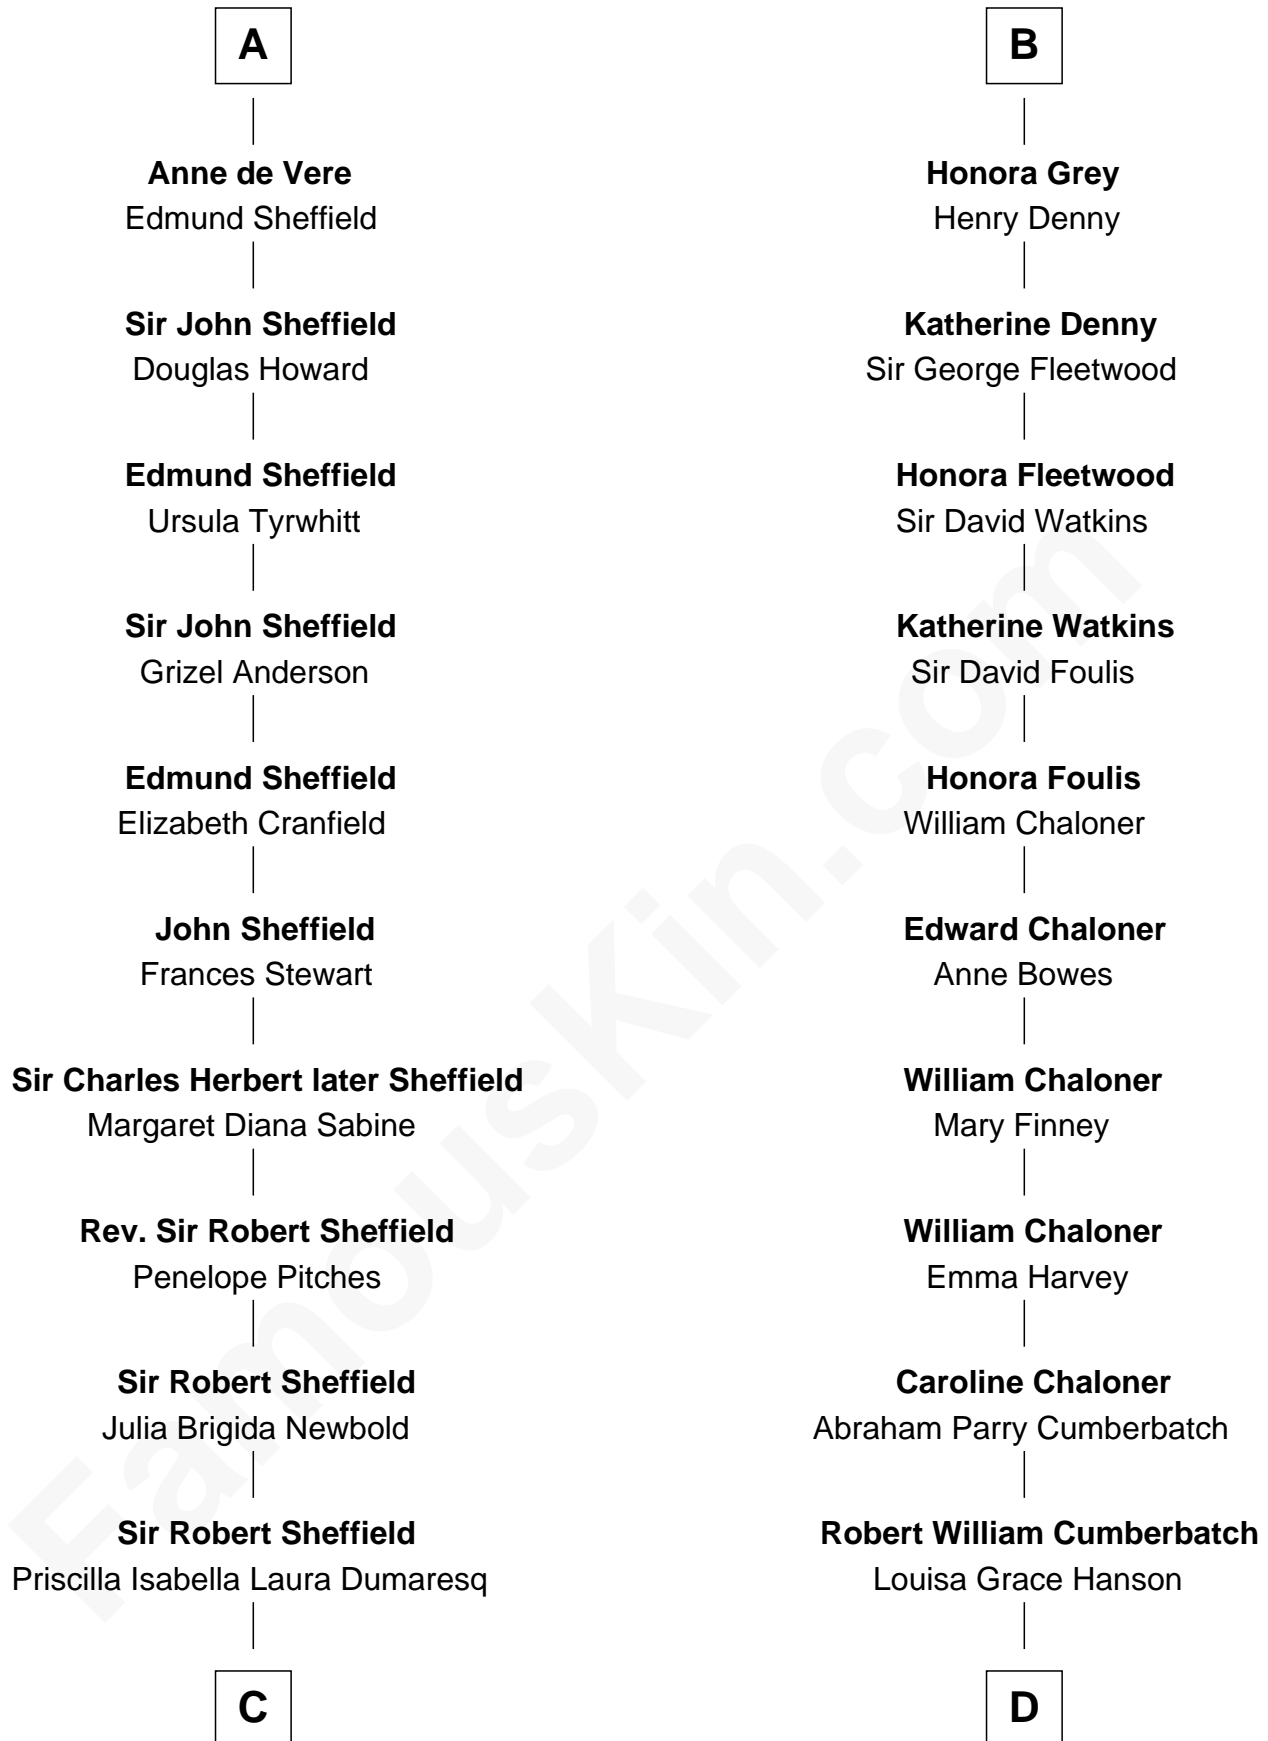 A
Anne de Vere
Edmund Sheffield
Sir John Sheffield
Douglas Howard
Edmund Sheffield
Ursula Tyrwhitt
Sir John Sheffield
Grizel Anderson
Edmund Sheffield
Elizabeth Cranfield
John Sheffield
Frances Stewart
Sir Charles Herbert later Sheffield
Margaret Diana Sabine
Rev. Sir Robert Sheffield
Penelope Pitches
Sir Robert Sheffield
Julia Brigida Newbold
Sir Robert Sheffield
Priscilla Isabella Laura Dumaresq
C
B
Honora Grey
Henry Denny
Katherine Denny
Sir George Fleetwood
Honora Fleetwood
Sir David Watkins
Katherine Watkins
Sir David Foulis
Honora Foulis
William Chaloner
Edward Chaloner
Anne Bowes
William Chaloner
Mary Finney
William Chaloner
Emma Harvey
Caroline Chaloner
Abraham Parry Cumberbatch
Robert William Cumberbatch
Louisa Grace Hanson
D
FamousKin.com